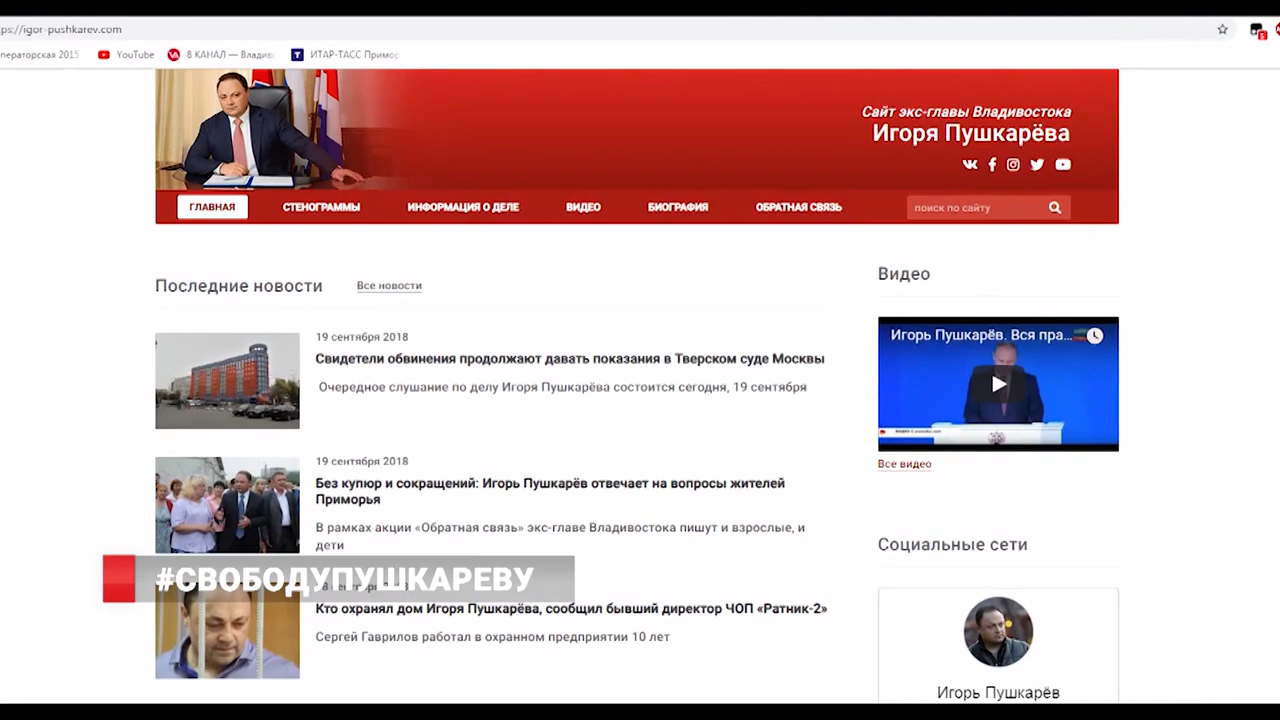 ps://igor-pushkarev.com
ператорская 2015
YouTube
8 КАНАЛ — Владив
ИТАР-ТАСС Примор
Сайт экс-главы Владивостока
Игоря Пушкарёва
ГЛАВНАЯ
СТЕНОГРАММЫ
ИНФОРМАЦИЯ О ДЕЛЕ
ВИДЕО
БИОГРАФИЯ
ОБРАТНАЯ СВЯЗЬ
поиск по сайту
Последние новости
Все новости
19 сентября 2018
Свидетели обвинения продолжают давать показания в Тверском суде Москвы
Очередное слушание по делу Игоря Пушкарёва состоится сегодня, 19 сентября
19 сентября 2018
Без купюр и сокращений: Игорь Пушкарёв отвечает на вопросы жителей
Приморья
В рамках акции «Обратная связь» экс-главе Владивостока пишут и взрослые, и
дети
#СВОБОДУПУШКАРЕВУ
Кто охранял дом Игоря Пушкарёва, сообщил бывший директор ЧОП «Ратник-2»
Сергей Гаврилов работал в охранном предприятии 10 лет
Видео
Игорь Пушкарёв. Вся пра...
Все видео
Социальные сети
Игорь Пушкарёв